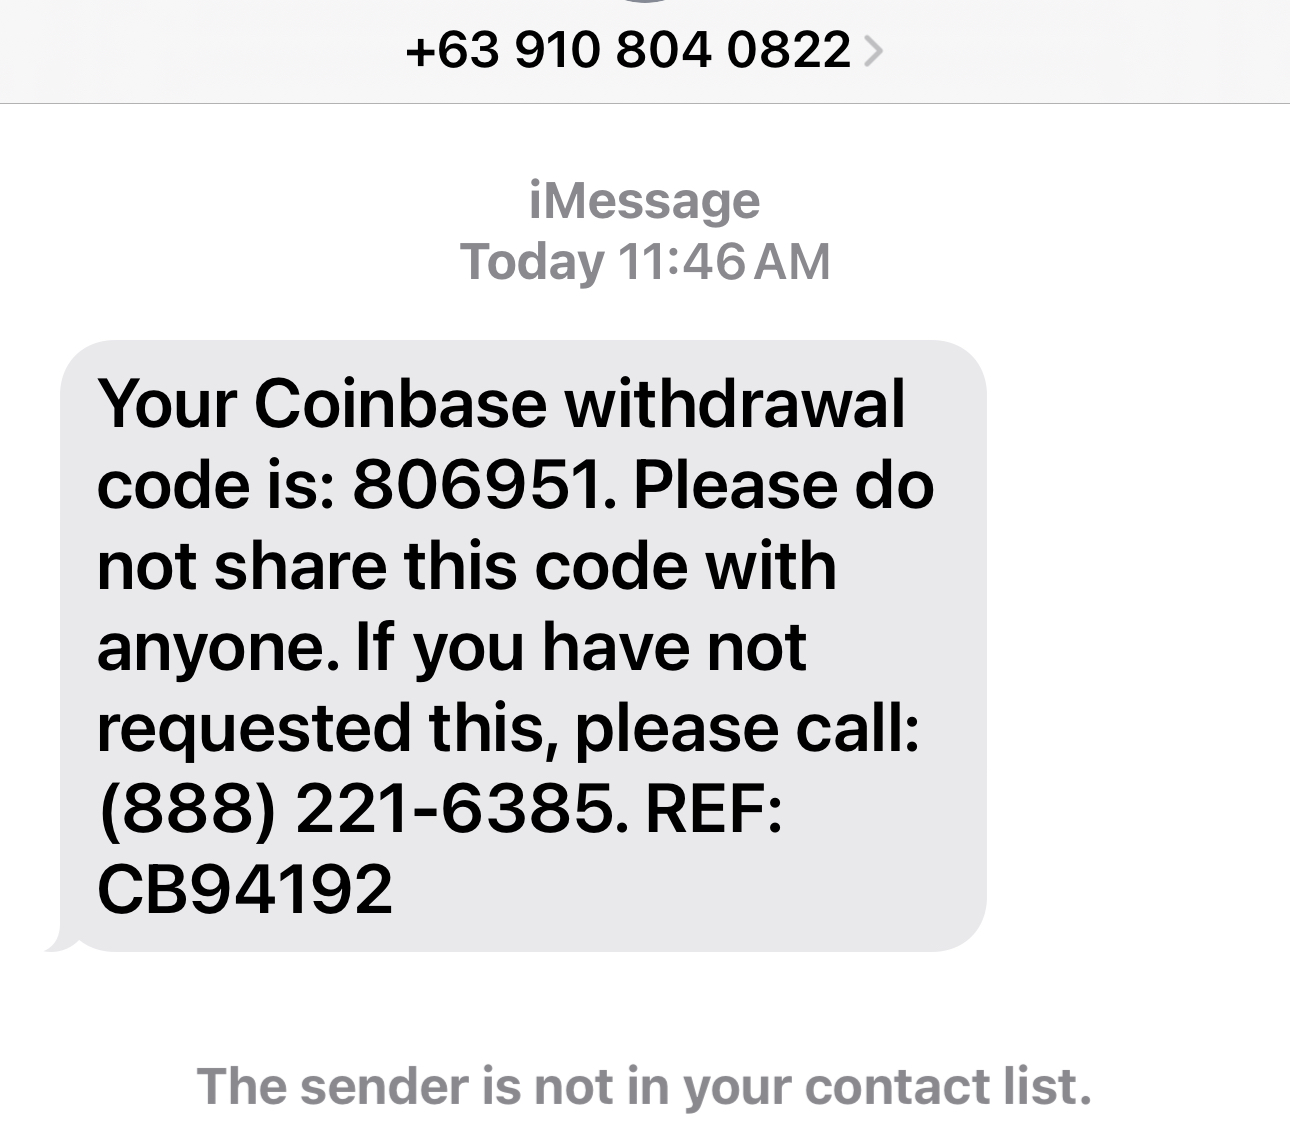 +63 910 804 0822
iMessage
Today 11:46 AM
Your Coinbase withdrawal
code is: 806951. Please do
not share this code with
anyone. If you have not
requested this, please call:
(888) 221-6385. REF:
CB94192
The sender is not in your contact list.